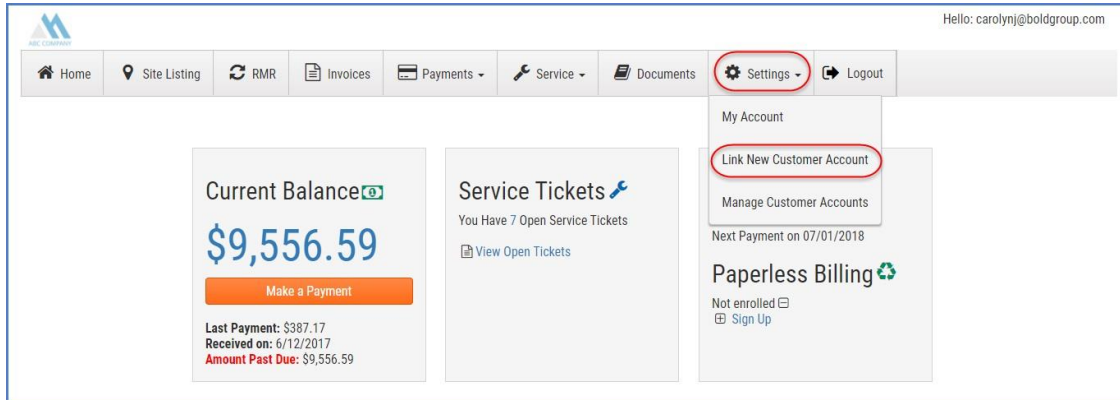 Hello: carolynj@boldgroup.com
ABC COMPANY
Home Site Listing RMR Invoices Payments Service Documents Settings Logout
My Account
Link New Customer Account
Manage Customer Accounts
Current Balance
$9,556.59
Make a Payment
Last Payment: $387.17
Received on: 6/12/2017
Amount Past Due: $9,556.59
Service Tickets
You Have 7 Open Service Tickets
View Open Tickets
Next Payment on 07/01/2018
Paperless Billing
Not enrolled
Sign Up